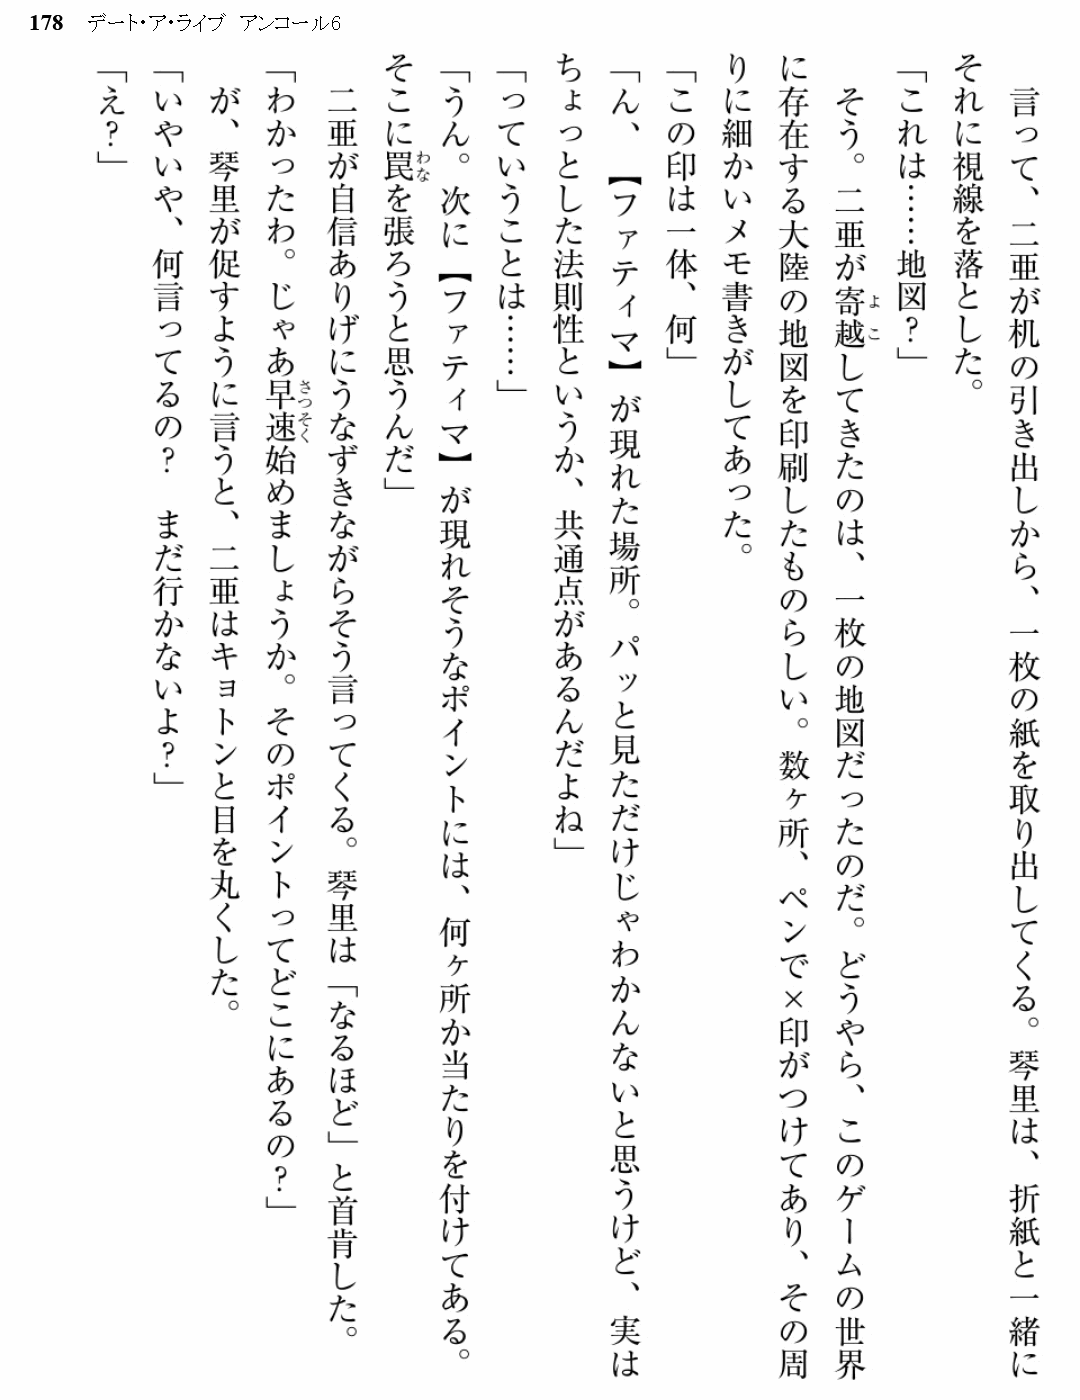 178 デート・ア・ライブ アンコール6
　言って、二亜が机の引き出しから、一枚の紙を取り出してくる。琴里は、折紙と一緒に
それに視線を落とした。
「これは……地図？」
　そう。二亜が寄越してきたのは、一枚の地図だったのだ。どうやら、このゲームの世界
に存在する大陸の地図を印刷したものらしい。数ヶ所、ペンで×印がつけてあり、その周
りに細かいメモ書きがしてあった。
「この印は一体、何」
「ん、【ファティマ】が現れた場所。パッと見ただけじゃわかんないと思うけど、実は
ちょっとした法則性というか、共通点があるんだよね」
「っていうことは……」
「うん。次に【ファティマ】が現れそうなポイントには、何ヶ所か当たりを付けてある。
そこに罠を張ろうと思うんだ」
　二亜が自信ありげにうなずきながらそう言ってくる。琴里は「なるほど」と首肯した。
「わかったわ。じゃあ早速始めましょうか。そのポイントってどこにあるの？」
　が、琴里が促すように言うと、二亜はキョトンと目を丸くした。
「いやいや、何言ってるの？　まだ行かないよ？」
「え？」